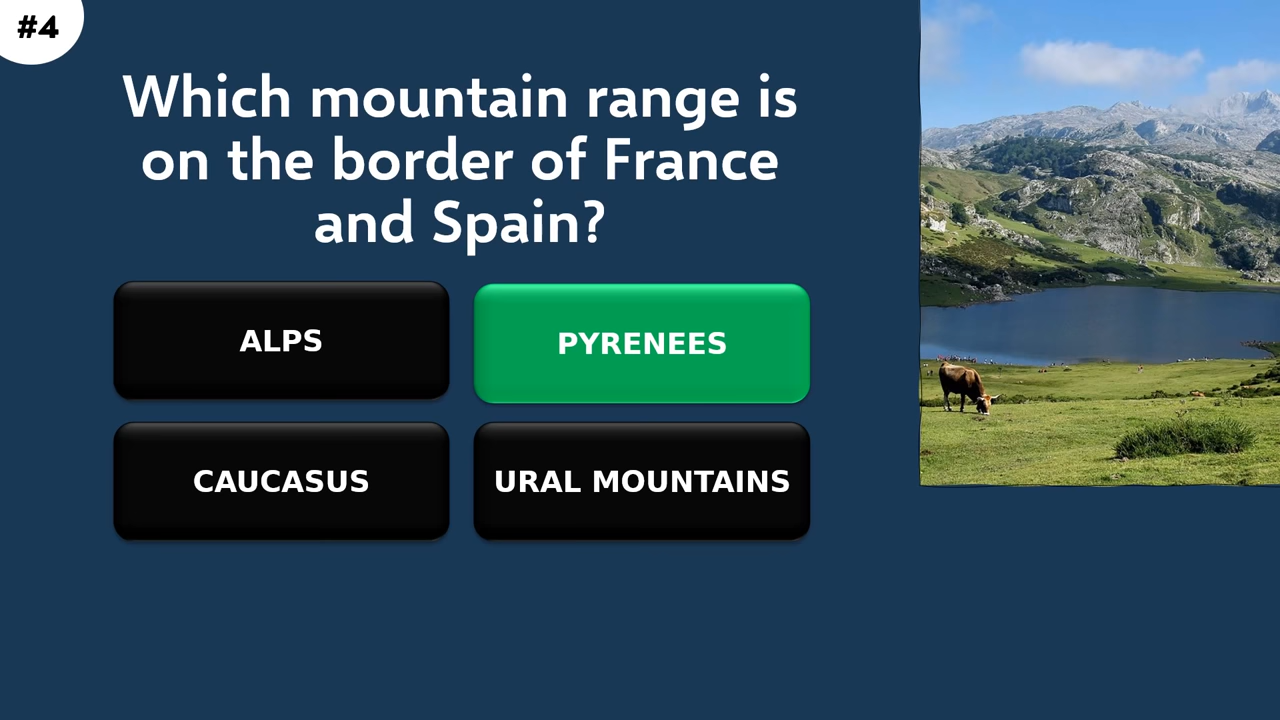 #4
Which mountain range is
on the border of France
and Spain?
ALPS
PYRENEES
CAUCASUS
URAL MOUNTAINS